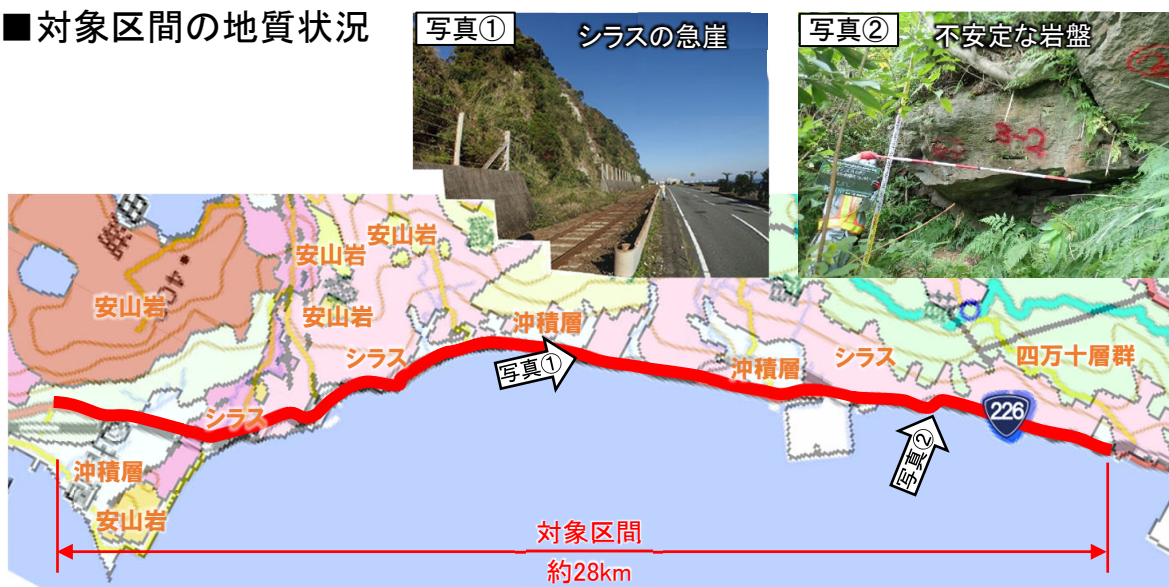 ■対象区間の地質状況
写真①
シラスの急崖
写真②
不安定な岩盤
3-2
安山岩
安山岩
安山岩
安山岩
シラス
沖積層
写真①
沖積層
シラス
四万十層群
シラス
226
写真②
沖積層
安山岩
対象区間
約28km